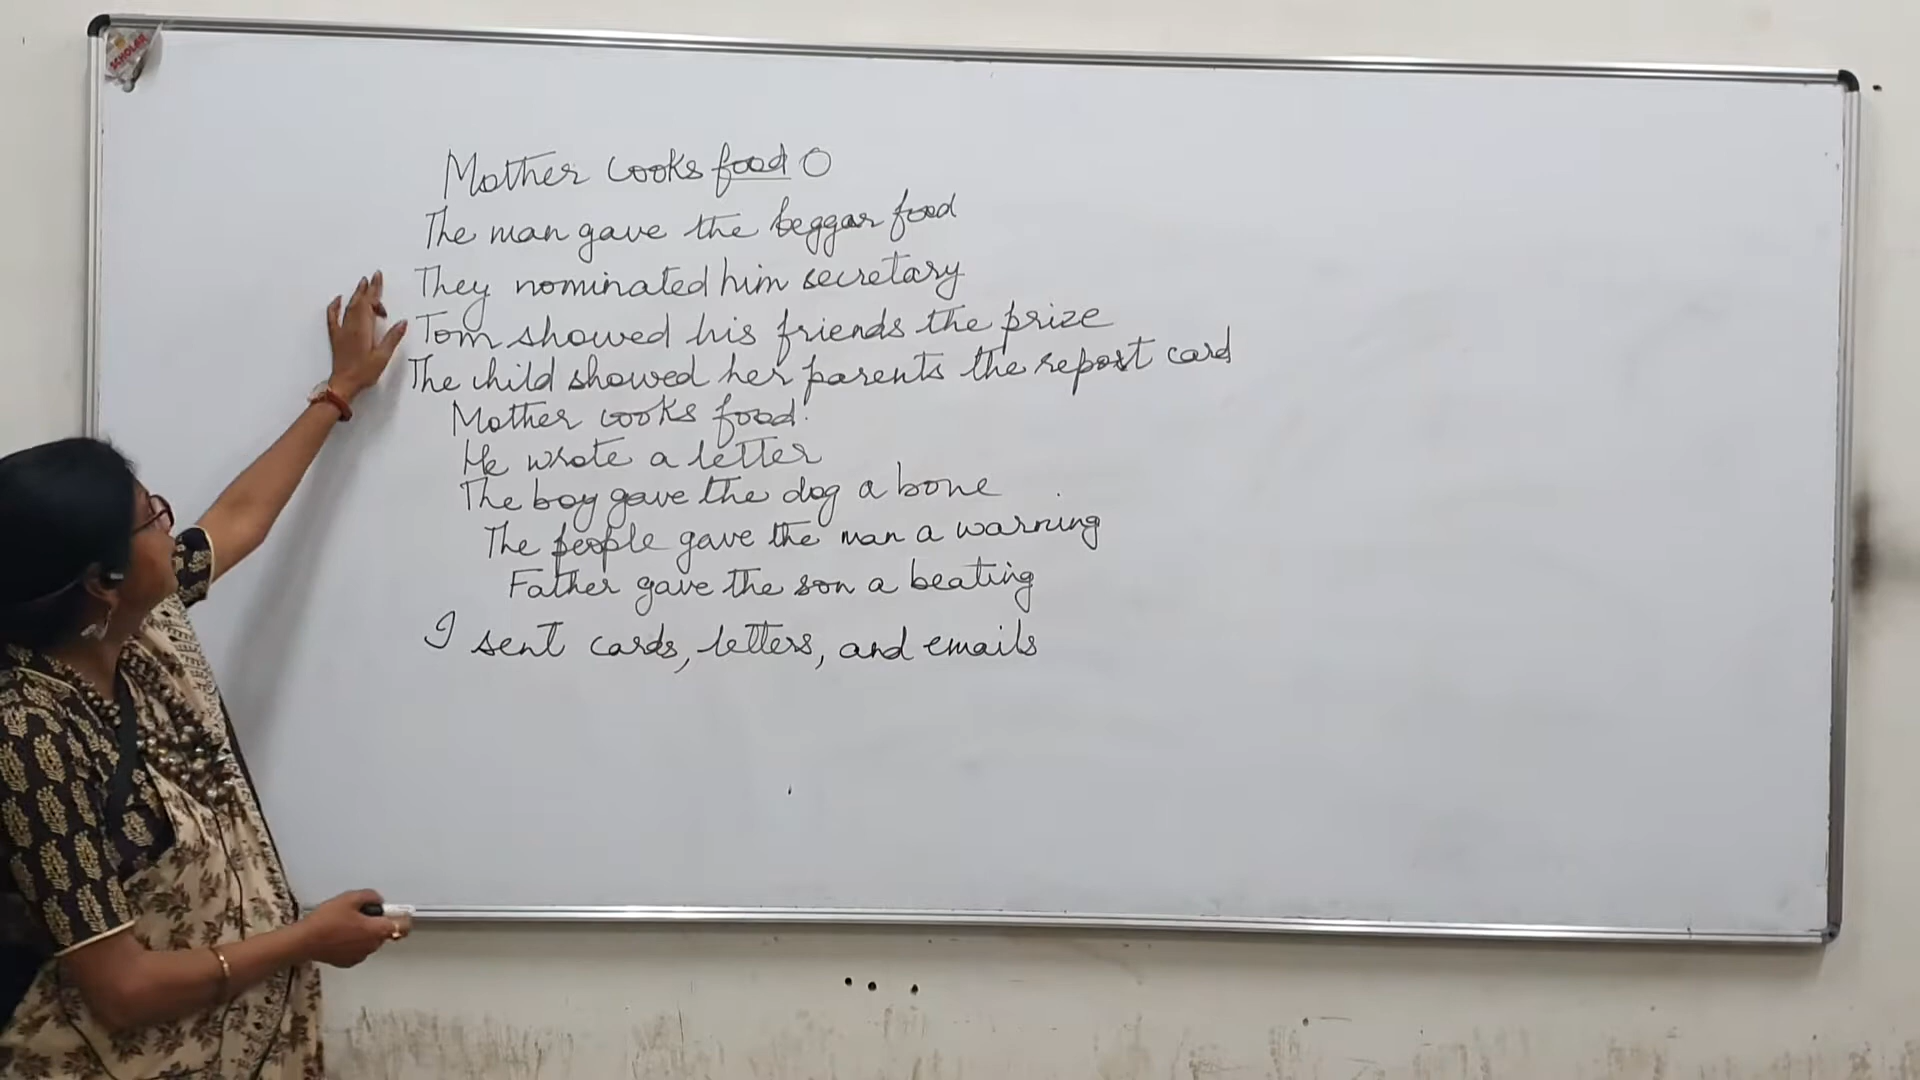 SCHOLAR
Mother cooks food O
The man gave the beggar food
They nominated him secretary
Tom showed his friends the prize
The child showed her parents the report card
Mother cooks food.
He wrote a letter
The boy gave the dog a bone
The people gave the man a warning
Father gave the son a beating
I sent cards, letters, and emails